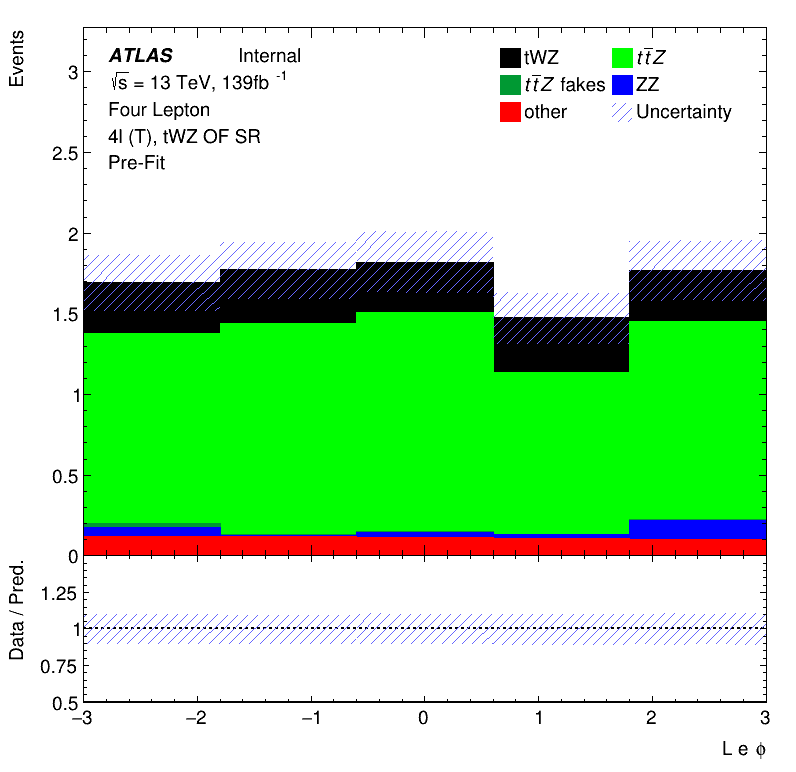 Events
ATLAS Internal
√s = 13 TeV, 139fb⁻¹
Four Lepton
4l (T), tWZ OF SR
Pre-Fit
tWZ tt̄Z
tt̄Z fakes ZZ
other Uncertainty
3
2.5
2
1.5
1
0.5
0
Data / Pred.
1.25
1
0.75
0.5
−3 −2 −1 0 1 2 3
L e ϕ